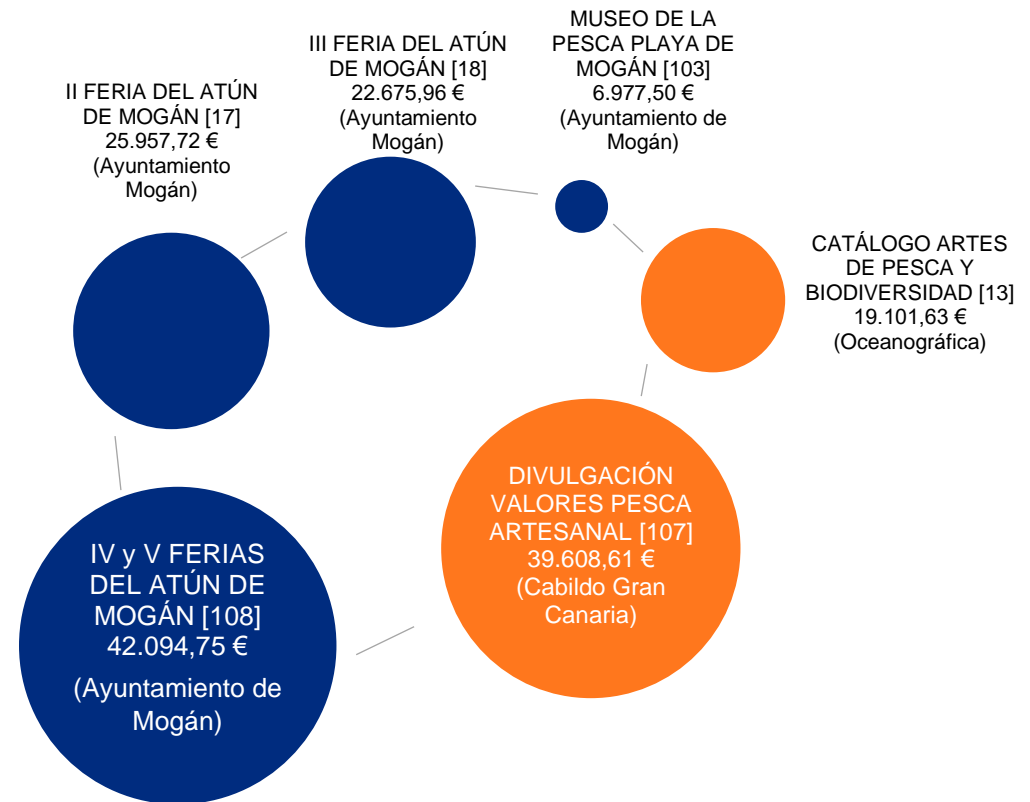 MUSEO DE LA
PESCA PLAYA DE
MOGÁN [103]
6.977,50 €
(Ayuntamiento de
Mogán)
III FERIA DEL ATÚN
DE MOGÁN [18]
22.675,96 €
(Ayuntamiento
Mogán)
II FERIA DEL ATÚN
DE MOGÁN [17]
25.957,72 €
(Ayuntamiento
Mogán)
CATÁLOGO ARTES
DE PESCA Y
BIODIVERSIDAD [13]
19.101,63 €
(Oceanográfica)
DIVULGACIÓN
VALORES PESCA
ARTESANAL [107]
39.608,61 €
(Cabildo Gran
Canaria)
IV y V FERIAS
DEL ATÚN DE
MOGÁN [108]
42.094,75 €
(Ayuntamiento de
Mogán)